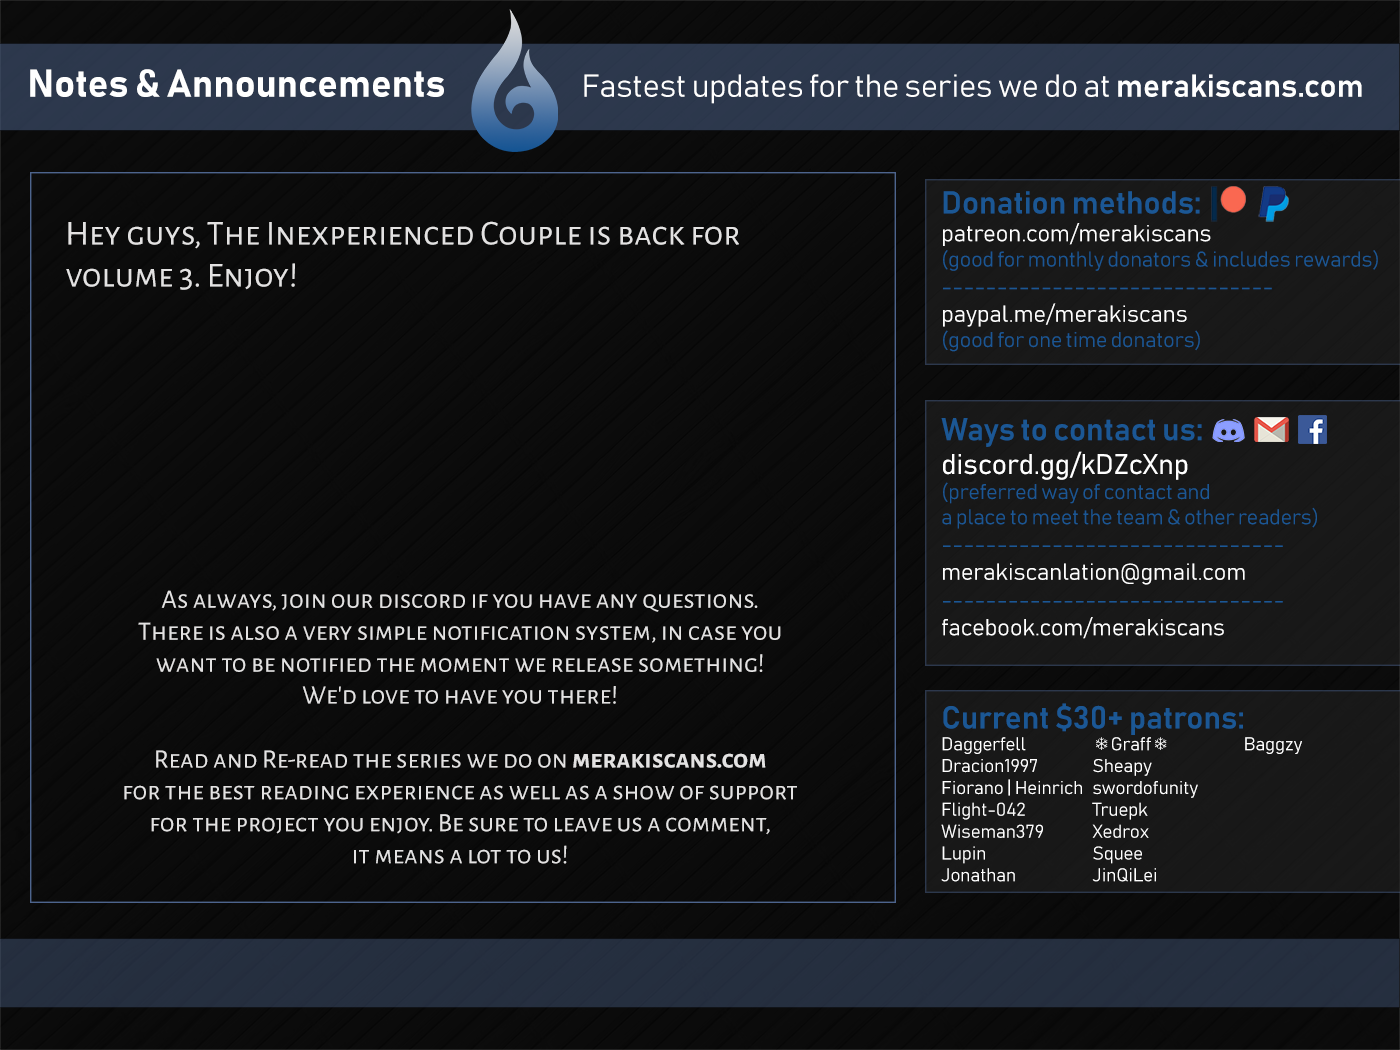 Notes & Announcements
Fastest updates for the series we do at merakiscans.com
Hey guys, The Inexperienced Couple is back for
volume 3. Enjoy!
As always, join our discord if you have any questions.
There is also a very simple notification system, in case you
want to be notified the moment we release something!
We'd love to have you there!
Read and Re-read the series we do on merakiscans.com
for the best reading experience as well as a show of support
for the project you enjoy. Be sure to leave us a comment,
it means a lot to us!
Donation methods:
patreon.com/merakiscans
(good for monthly donators & includes rewards)
------------------------------
paypal.me/merakiscans
(good for one time donators)
Ways to contact us:
discord.gg/kDZcXnp
(preferred way of contact and
a place to meet the team & other readers)
-------------------------------
merakiscanlation@gmail.com
-------------------------------
facebook.com/merakiscans
Current $30+ patrons:
Daggerfell ❄Graff❄ Baggzy
Dracion1997 Sheapy
Fiorano|Heinrich swordofunity
Flight-042 Truepk
Wiseman379 Xedrox
Lupin Squee
Jonathan JinQiLei